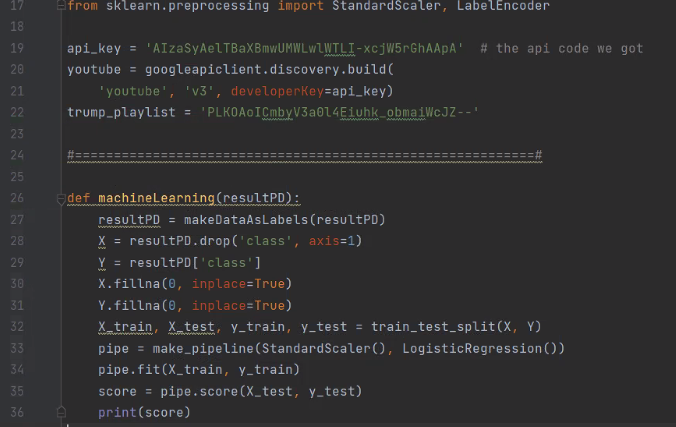 17 from sklearn.preprocessing import StandardScaler, LabelEncoder
18
19 api_key = 'AIzaSyAelTBaXBmwUMWLwlWTLI-xcjW5rGhAApA'  # the api code we got
20 youtube = googleapiclient.discovery.build(
21     'youtube', 'v3', developerKey=api_key)
22 trump_playlist = 'PLKOAoICmbyV3a0l4Eiuhk_obmaiWcJZ--'
23
24 #==========================================================#
25
26 def machineLearning(resultPD):
27     resultPD = makeDataAsLabels(resultPD)
28     X = resultPD.drop('class', axis=1)
29     Y = resultPD['class']
30     X.fillna(0, inplace=True)
31     Y.fillna(0, inplace=True)
32     X_train, X_test, y_train, y_test = train_test_split(X, Y)
33     pipe = make_pipeline(StandardScaler(), LogisticRegression())
34     pipe.fit(X_train, y_train)
35     score = pipe.score(X_test, y_test)
36     print(score)